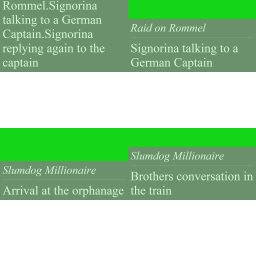 Rommel.Signorina
talking to a German
Captain.Signorina
replying again to the
captain
Raid on Rommel
Signorina talking to a
German Captain
Slumdog Millionaire
Arrival at the orphanage
Slumdog Millionaire
Brothers conversation in
the train